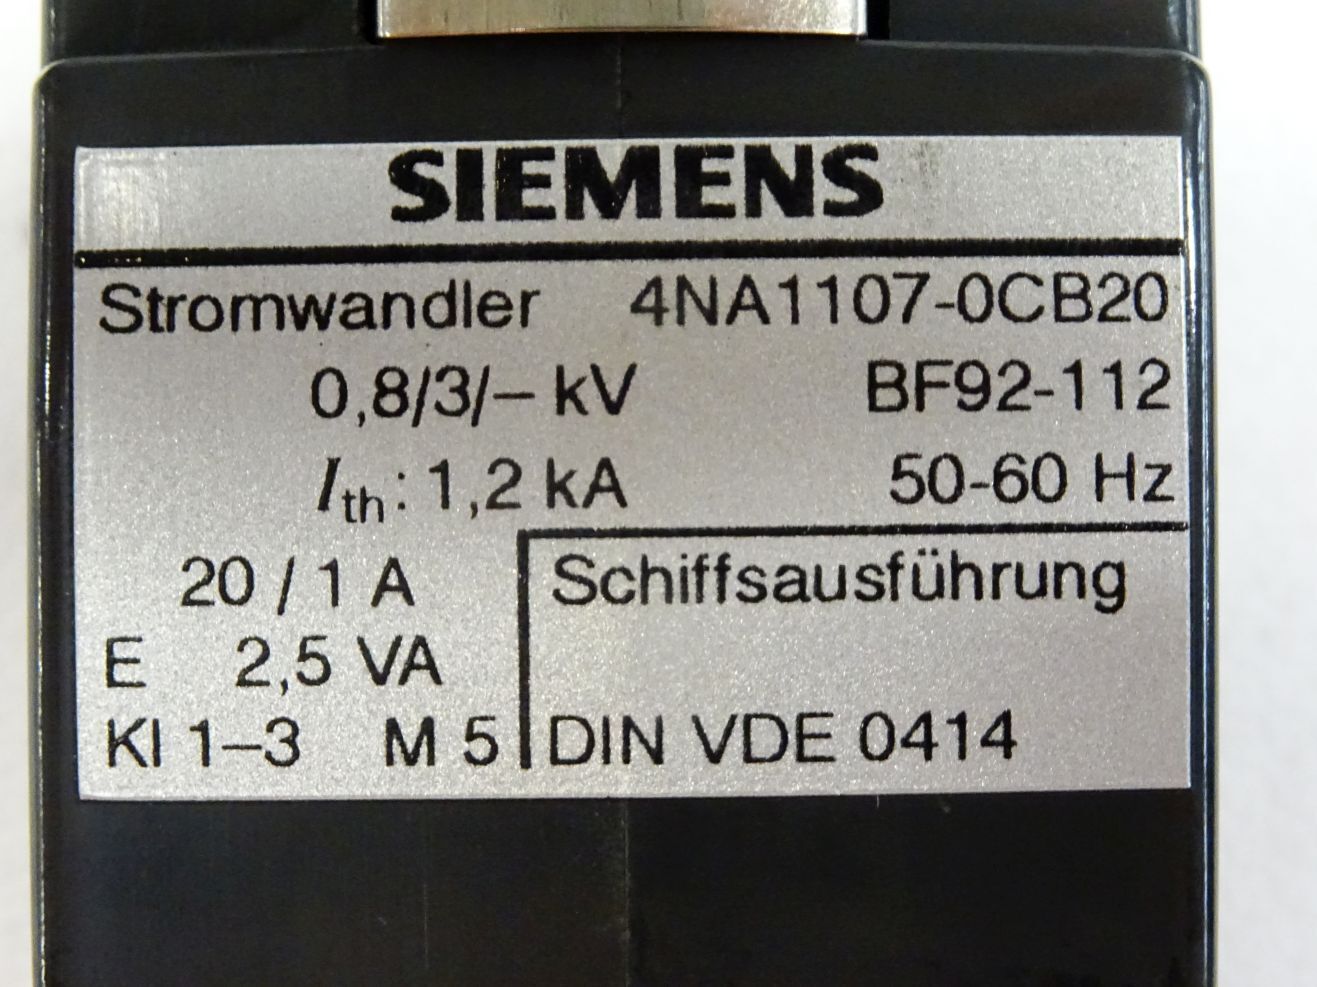 SIEMENS
Stromwandler 4NA1107-0CB20
0,8/3/– kV BF92-112
Ith: 1,2 kA 50-60 Hz
20 / 1 A Schiffsausführung
E 2,5 VA
Kl 1–3 M 5 DIN VDE 0414